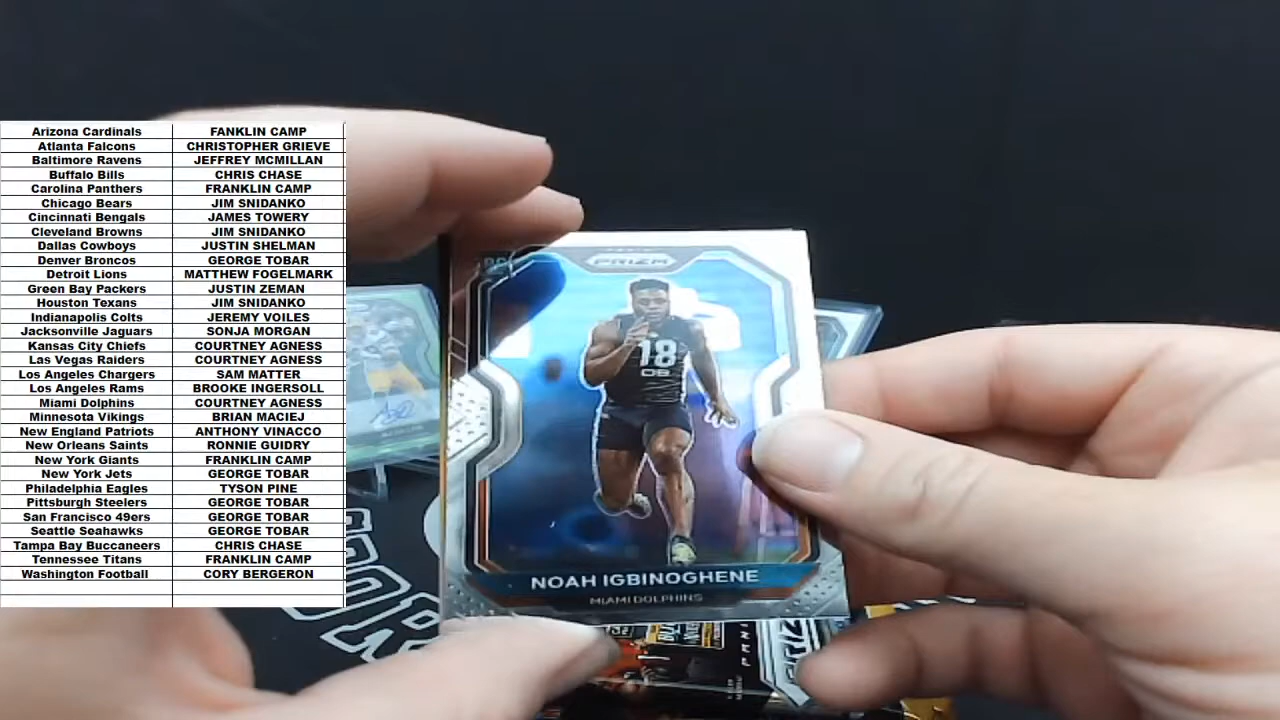 Arizona Cardinals FANKLIN CAMP
Atlanta Falcons CHRISTOPHER GRIEVE
Baltimore Ravens JEFFREY MCMILLAN
Buffalo Bills CHRIS CHASE
Carolina Panthers FRANKLIN CAMP
Chicago Bears JIM SNIDANKO
Cincinnati Bengals JAMES TOWERY
Cleveland Browns JIM SNIDANKO
Dallas Cowboys JUSTIN SHELMAN
Denver Broncos GEORGE TOBAR
Detroit Lions MATTHEW FOGELMARK
Green Bay Packers JUSTIN ZEMAN
Houston Texans JIM SNIDANKO
Indianapolis Colts JEREMY VOILES
Jacksonville Jaguars SONJA MORGAN
Kansas City Chiefs COURTNEY AGNESS
Las Vegas Raiders COURTNEY AGNESS
Los Angeles Chargers SAM MATTER
Los Angeles Rams BROOKE INGERSOLL
Miami Dolphins COURTNEY AGNESS
Minnesota Vikings BRIAN MACIEJ
New England Patriots ANTHONY VINACCO
New Orleans Saints RONNIE GUIDRY
New York Giants FRANKLIN CAMP
New York Jets GEORGE TOBAR
Philadelphia Eagles TYSON PINE
Pittsburgh Steelers GEORGE TOBAR
San Francisco 49ers GEORGE TOBAR
Seattle Seahawks GEORGE TOBAR
Tampa Bay Buccaneers CHRIS CHASE
Tennessee Titans FRANKLIN CAMP
Washington Football CORY BERGERON
PRIZM
18
DB
NOAH IGBINOGHENE
MIAMI DOLPHINS